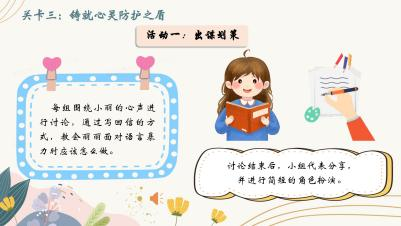 关卡三：铸就心灵防护之盾
活动一：出谋划策
每组围绕小丽的心声进
行讨论，通过写回信的方
式，教会丽丽面对语言暴
力时应该怎么做。
讨论结束后，小组代表分享，
并进行简短的角色扮演。